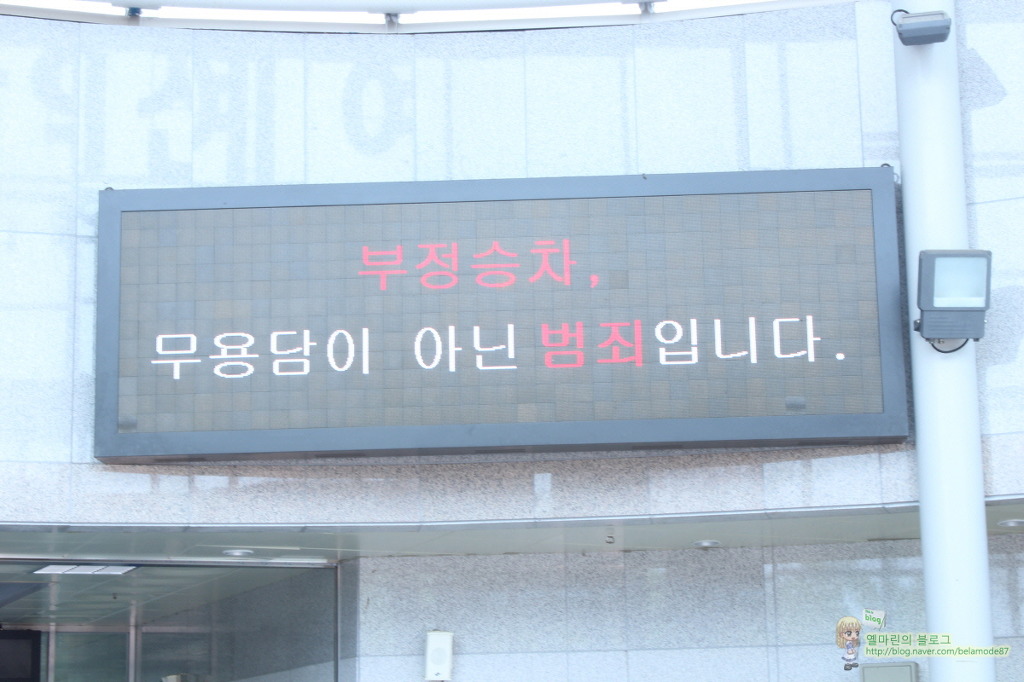 부정승차,
무용담이 아닌 범죄입니다.
blog
옐마린의 블로그
http://blog.naver.com/belamode87